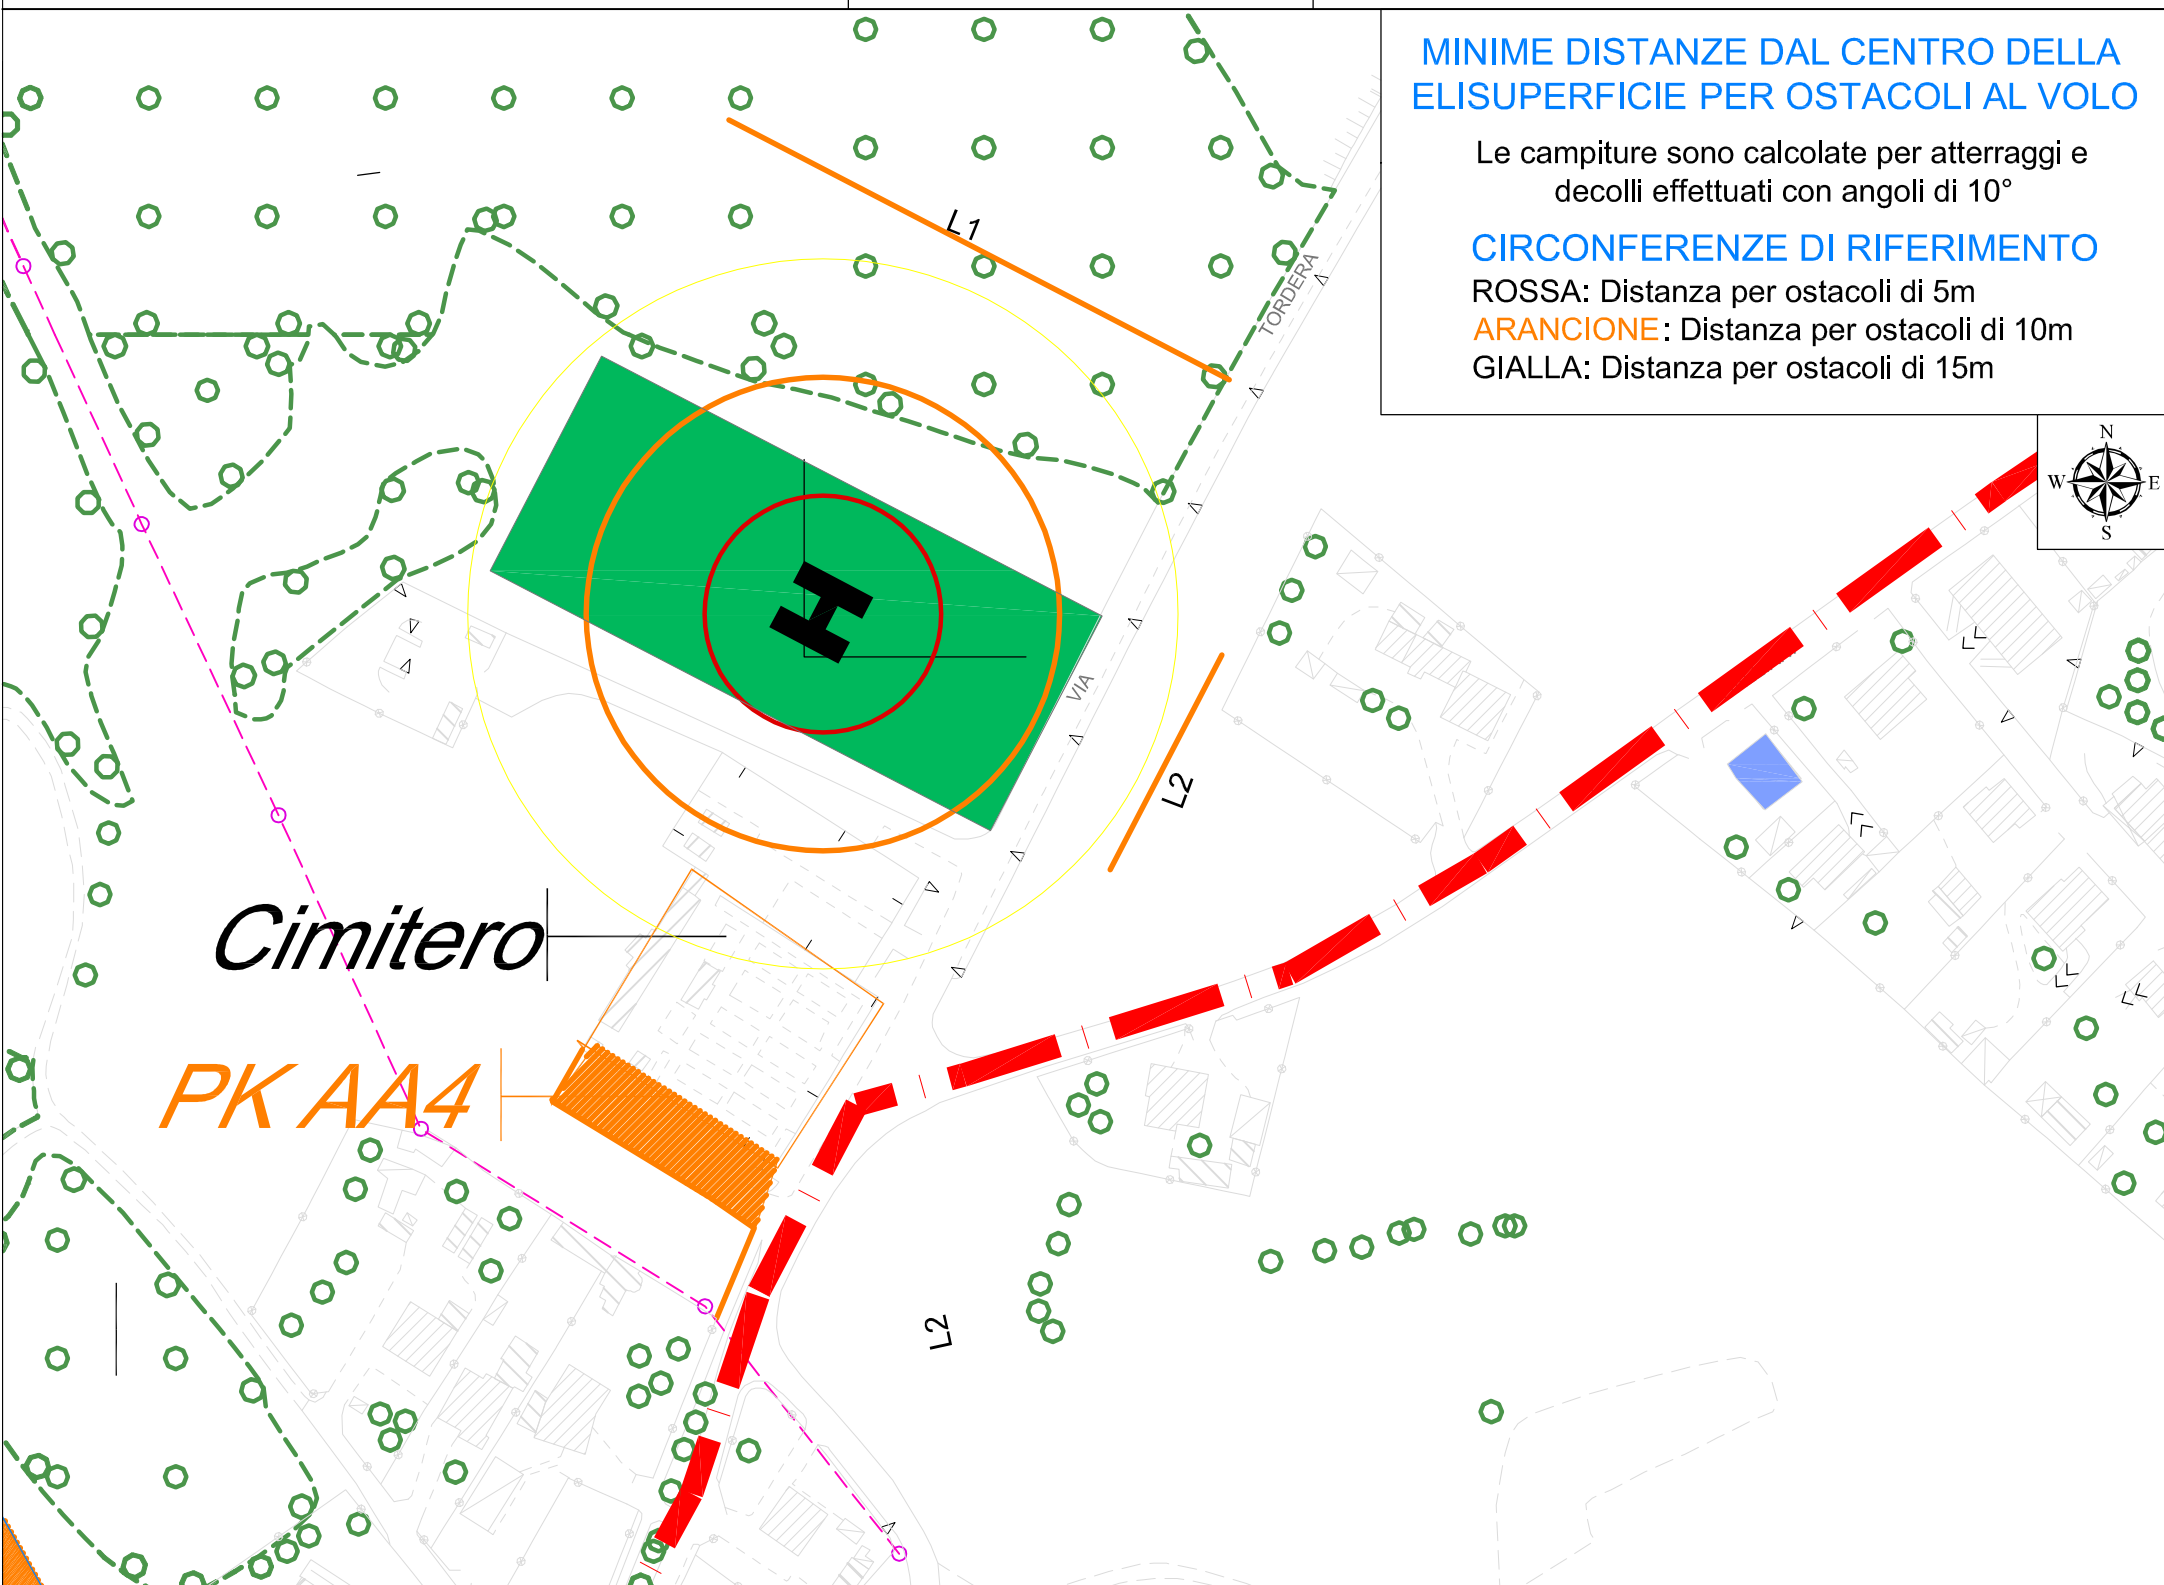 MINIME DISTANZE DAL CENTRO DELLA
ELISUPERFICIE PER OSTACOLI AL VOLO
Le campiture sono calcolate per atterraggi e
decolli effettuati con angoli di 10°
CIRCONFERENZE DI RIFERIMENTO
ROSSA: Distanza per ostacoli di 5m
ARANCIONE: Distanza per ostacoli di 10m
GIALLA: Distanza per ostacoli di 15m
L1
TORDERA
N
W E
S
H
VIA
L2
Cimitero
PK AA4
L2